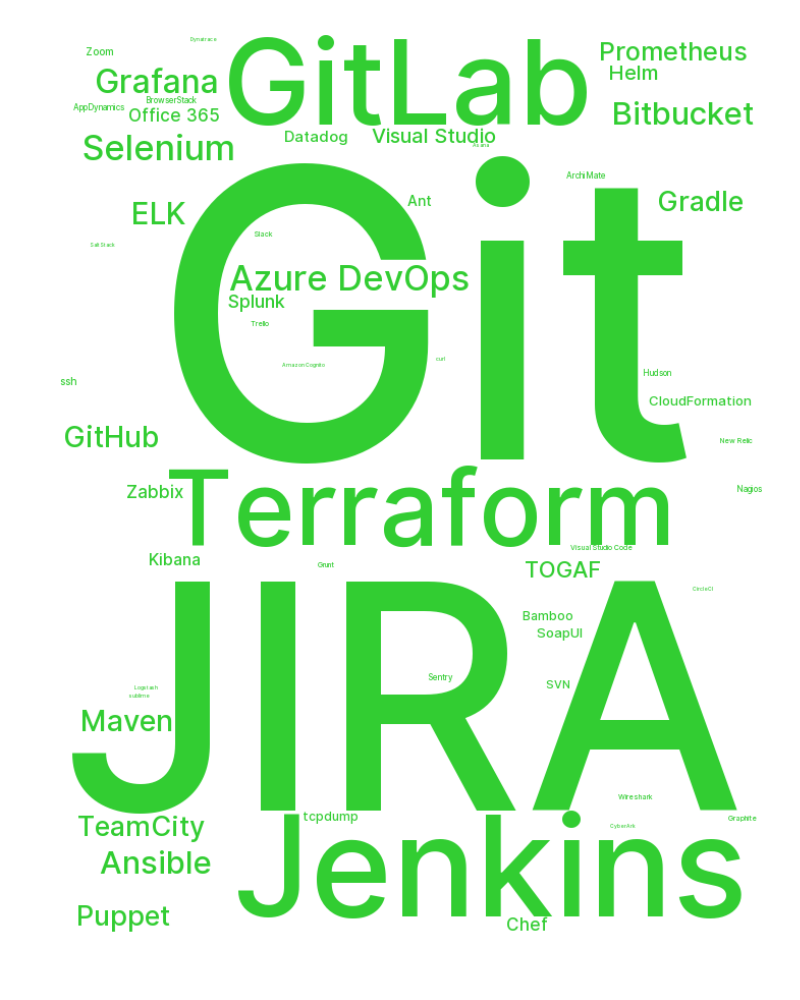 Dynatrace
GitLab
Zoom
Prometheus
Grafana
Helm
BrowserStack
AppDynamics
Office 365
Bitbucket
Datadog
Visual Studio
Asana
Selenium
ArchiMate
Ant
Gradle
ELK
Git
Slack
SaltStack
Azure DevOps
Splunk
Trello
curl
Amazon Cognito
Hudson
ssh
CloudFormation
GitHub
New Relic
Zabbix
Terraform
Nagios
Visual Studio Code
Kibana
Grunt
TOGAF
CircleCI
JIRA
Bamboo
SoapUI
Sentry
SVN
Logstash
sublime
Maven
Wireshark
tcpdump
Graphite
TeamCity
CyberArk
Jenkins
Ansible
Puppet
Chef